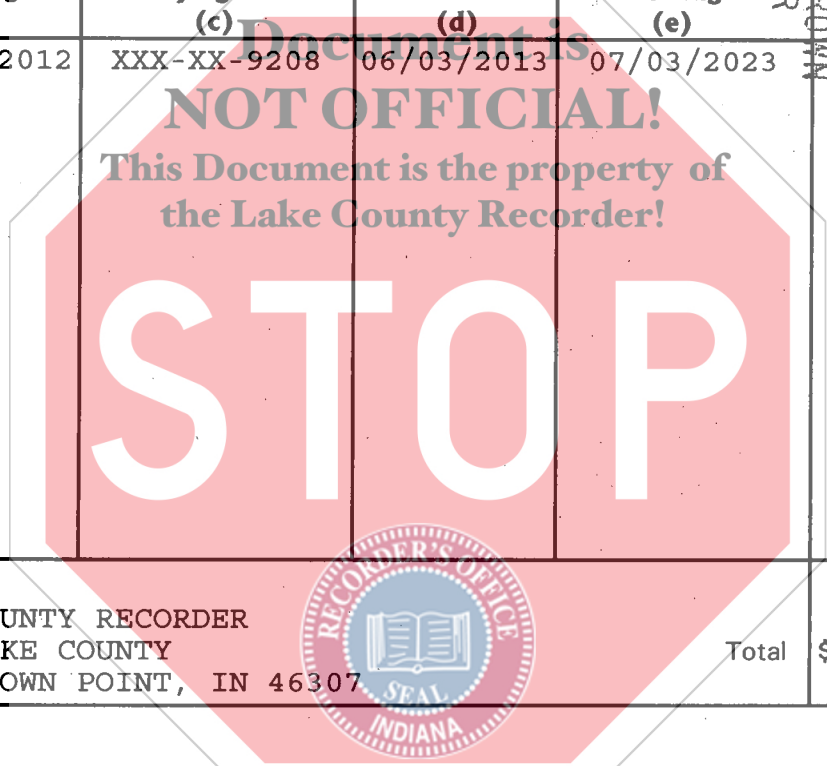 (c) (d) (e)
Document is
2012 XXX-XX-9208 06/03/2013 07/03/2023
NOT OFFICIAL!
This Document is the property of
the Lake County Recorder!
STOP
RECORDER'S OFFICE
SEAL
INDIANA
UNTY RECORDER
KE COUNTY
Total $
OWN POINT, IN 46307